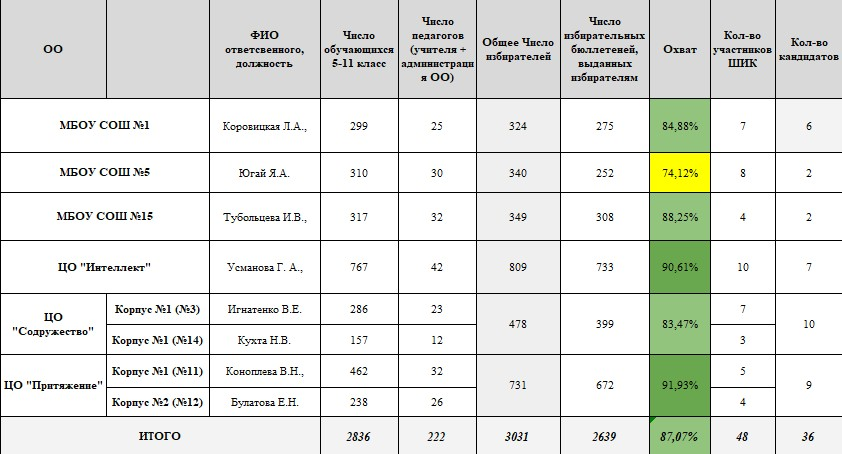 ОО
ФИО
ответсвенного,
должность
Число
обучающихся
5-11 класс
Число
педагогов
(учителя +
администраци
я ОО)
Общее Число
избирателей
Число
избирательных
бюллетеней,
выданных
избирателям
Охват
Кол-во
участников
ШИК
Кол-во
кандидатов
МБОУ СОШ №1 Коровицкая Л.А., 299 25 324 275 84,88% 7 6
МБОУ СОШ №5 Югай Я.А. 310 30 340 252 74,12% 8 2
МБОУ СОШ №15 Тубольцева И.В., 317 32 349 308 88,25% 4 2
ЦО "Интеллект" Усманова Г. А., 767 42 809 733 90,61% 10 7
ЦО
"Содружество"
Корпус №1 (№3) Игнатенко В.Е. 286 23 478 399 83,47% 7 10
Корпус №1 (№14) Кухта Н.В. 157 12 3
ЦО "Притяжение"
Корпус №1 (№11) Коноплева В.Н., 462 32 731 672 91,93% 5 9
Корпус №2 (№12) Булатова Е.Н. 238 26 4
ИТОГО 2836 222 3031 2639 87,07% 48 36